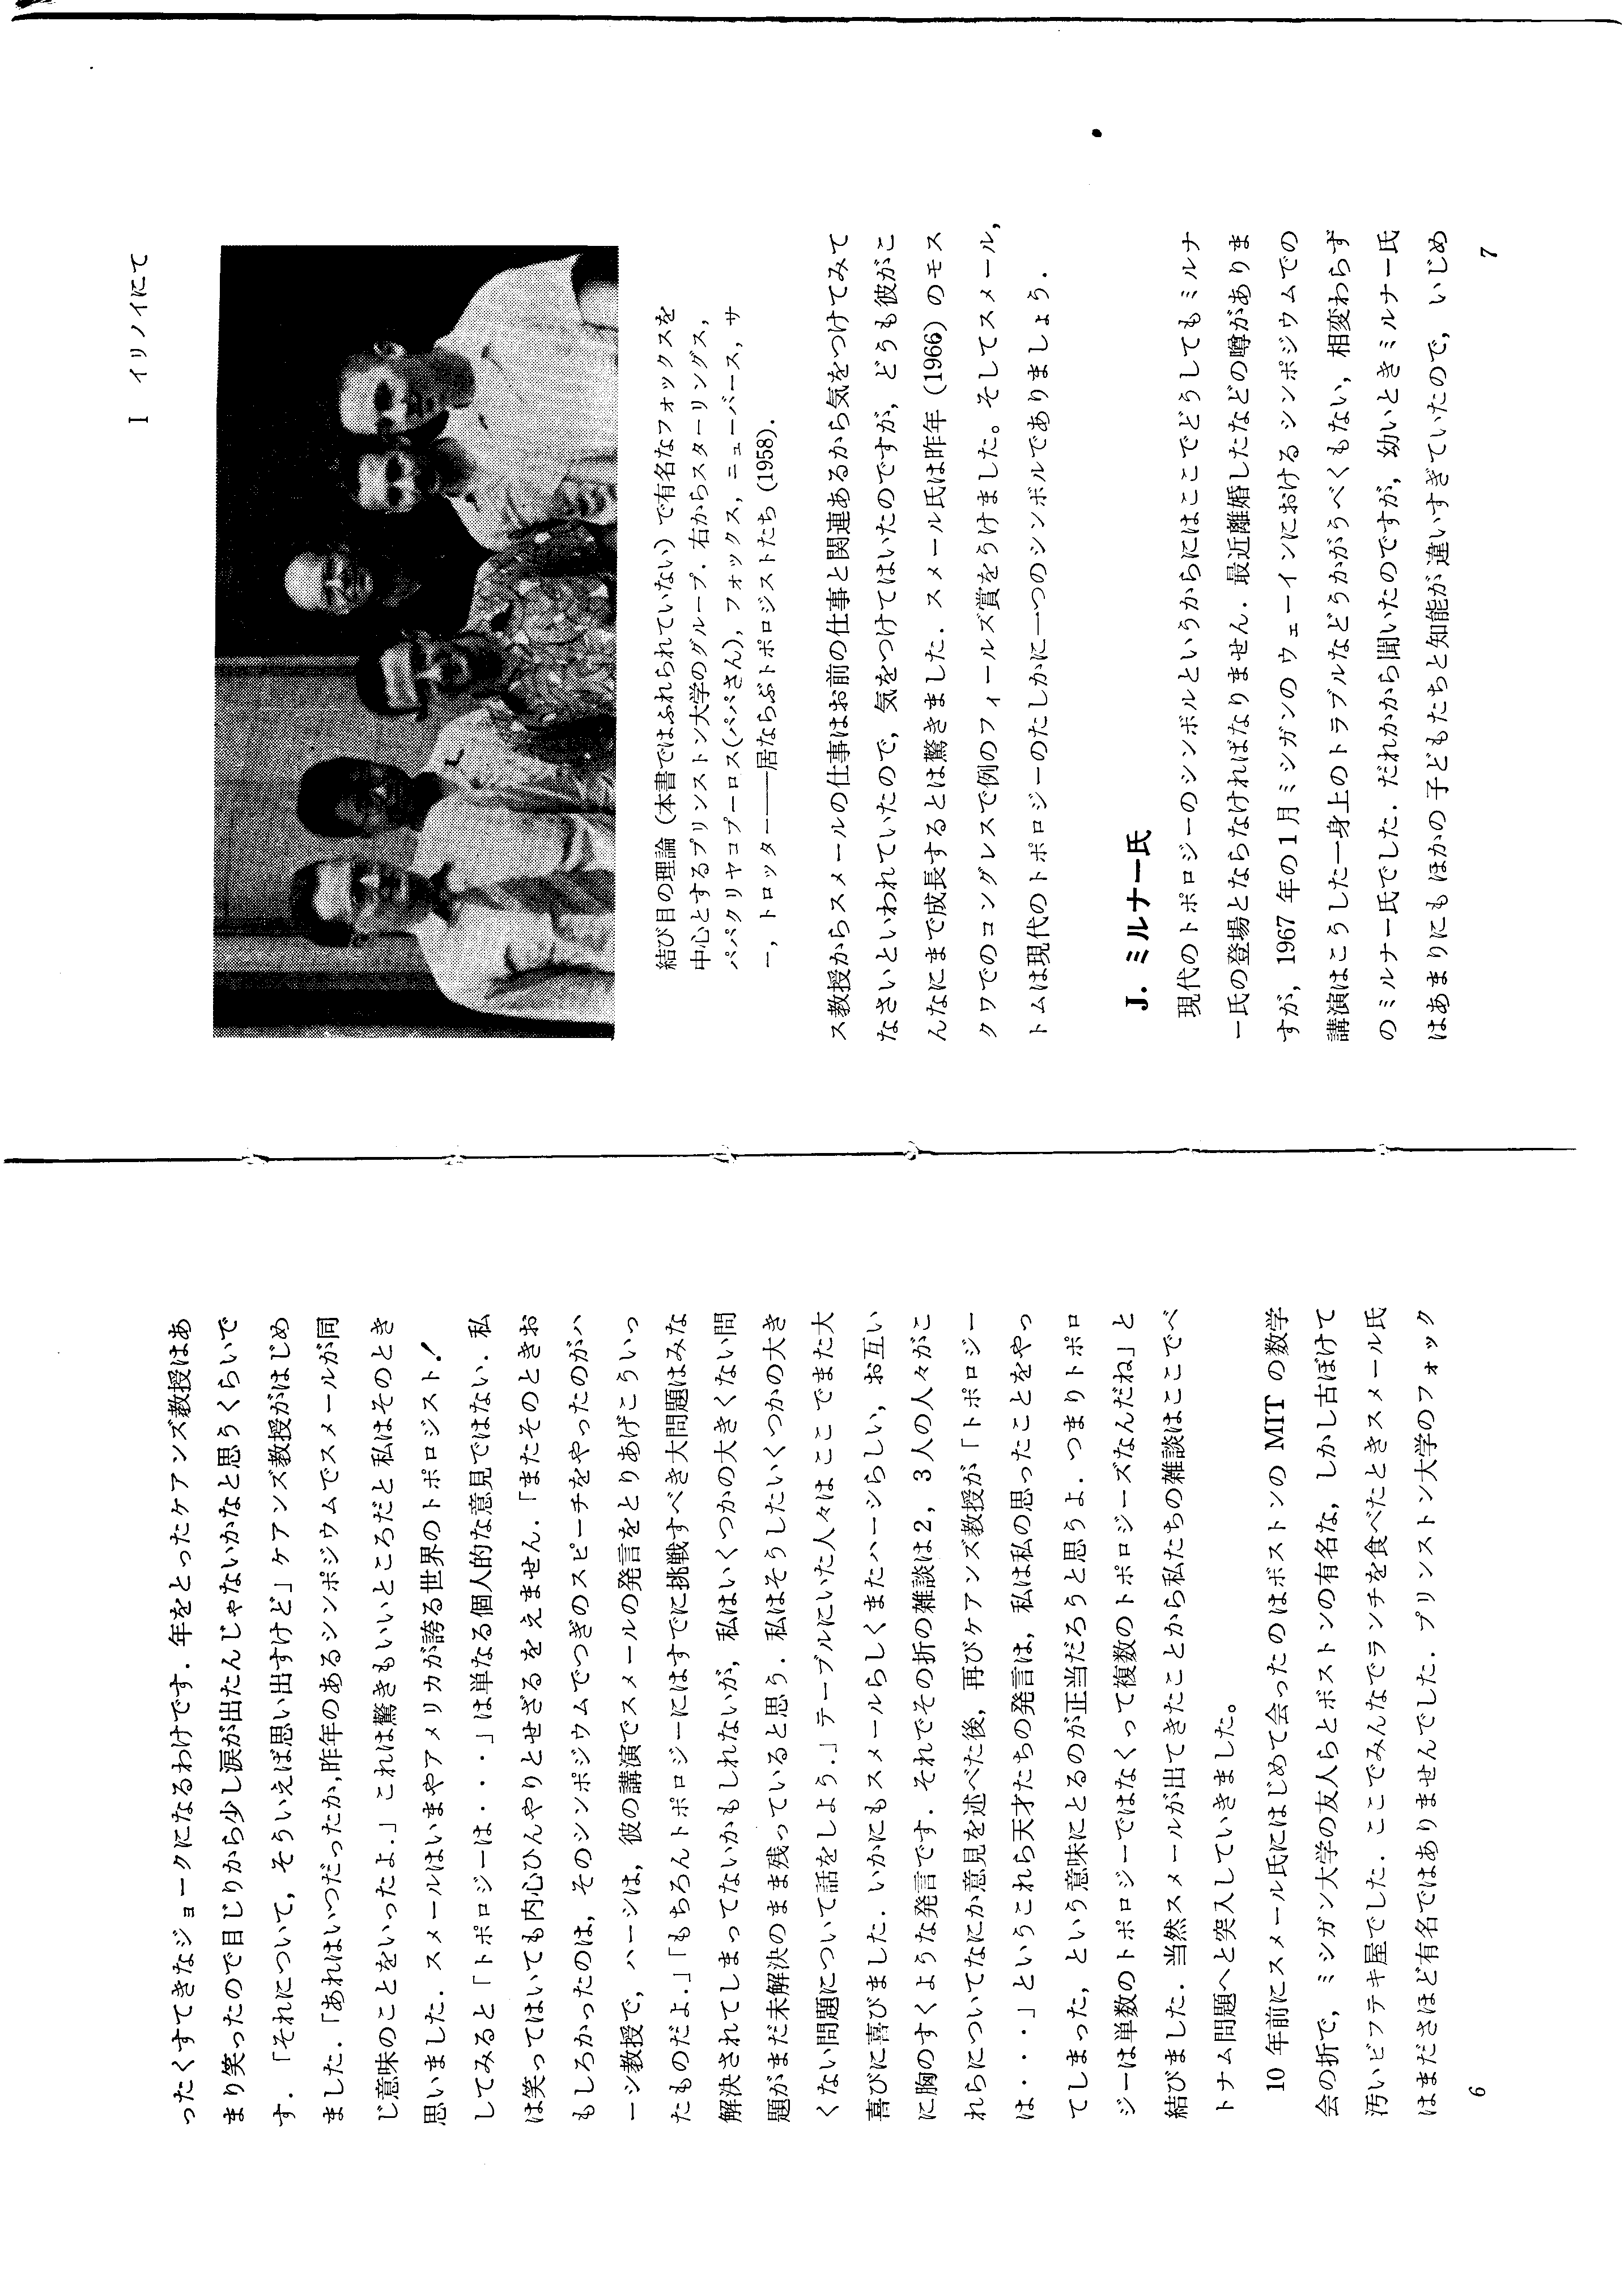 ったくすてきなジョークになるわけです．年をとったケアンズ教授はあ
まり笑ったので目じりから少し涙が出たんじゃないかなと思うくらいで
す．「それについて，そういえば思い出すけど」ケアンズ教授がはじめ
ました．「あれはいつだったか，昨年のあるシンポジウムでスメールが同
じ意味のことをいったよ．」これは驚きもいいところだと私はそのとき
思いました．スメールはいまやアメリカが誇る世界のトポロジスト！
してみると「トポロジーは・・・」は単なる個人的な意見ではない．私
は笑ってはいても内心ひんやりとせざるをえません．「またそのときお
もしろかったのは，そのシンポジウムでつぎのスピーチをやったのがハ
ーシ教授で，ハーシは，彼の講演でスメールの発言をとりあげこういっ
たものだよ．」「もちろんトポロジーにはすでに挑戦すべき大問題はみな
解決されてしまってないかもしれないが，私はいくつかの大きくない問
題がまだ未解決のまま残っていると思う．私はそうしたいくつかの大き
くない問題について話をしよう．」テーブルにいた人々はここでまた大
喜びに喜びました．いかにもスメールらしくまたハーシらしい，お互い
に胸のすくような発言です．それでその折の雑談は2，3人の人々がこ
れらについてなにか意見を述べた後，再びケアンズ教授が「トポロジー
は・・・」というこれら天才たちの発言は，私は私の思ったことをやっ
てしまった，という意味にとるのが正当だろうと思うよ．つまりトポロ
ジーは単数のトポロジーではなくって複数のトポロジーズなんだね」と
結びました．当然スメールが出てきたことから私たちの雑談はここでベ
トナム問題へと突入していきました。
10年前にスメール氏にはじめて会ったのはボストンの MIT の数学
会の折で，ミシガン大学の友人らとボストンの有名な，しかし古ぼけて
汚いビフテキ屋でした．ここでみんなでランチを食べたときスメール氏
はまださほど有名ではありませんでした．プリンストン大学のフォック
6
I イリノイにて
結び目の理論（本書ではふれられていない）で有名なフォックスを
中心とするプリンストン大学のグループ．右からスターリングス，
パパクリヤコプーロス(パパさん)，フォックス，ニューバース，サ
ー，トロッター――居ならぶトポロジストたち (1958)．
ス教授からスメールの仕事はお前の仕事と関連あるから気をつけてみて
なさいといわれていたので，気をつけてはいたのですが，どうも彼がこ
んなにまで成長するとは驚きました．スメール氏は昨年 (1966) のモス
クワでのコングレスで例のフィールズ賞をうけました。そしてスメール，
トムは現代のトポロジーのたしかに一つのシンボルでありましょう．
J. ミルナー氏
現代のトポロジーのシンボルというからにはここでどうしてもミルナ
ー氏の登場とならなければなりません．最近離婚したなどの噂がありま
すが，1967年の1月ミシガンのウェーインにおけるシンポジウムでの
講演はこうした一身上のトラブルなどうかがうべくもない，相変わらず
のミルナー氏でした．だれかから聞いたのですが，幼いときミルナー氏
はあまりにもほかの子どもたちと知能が違いすぎていたので，いじめ
7